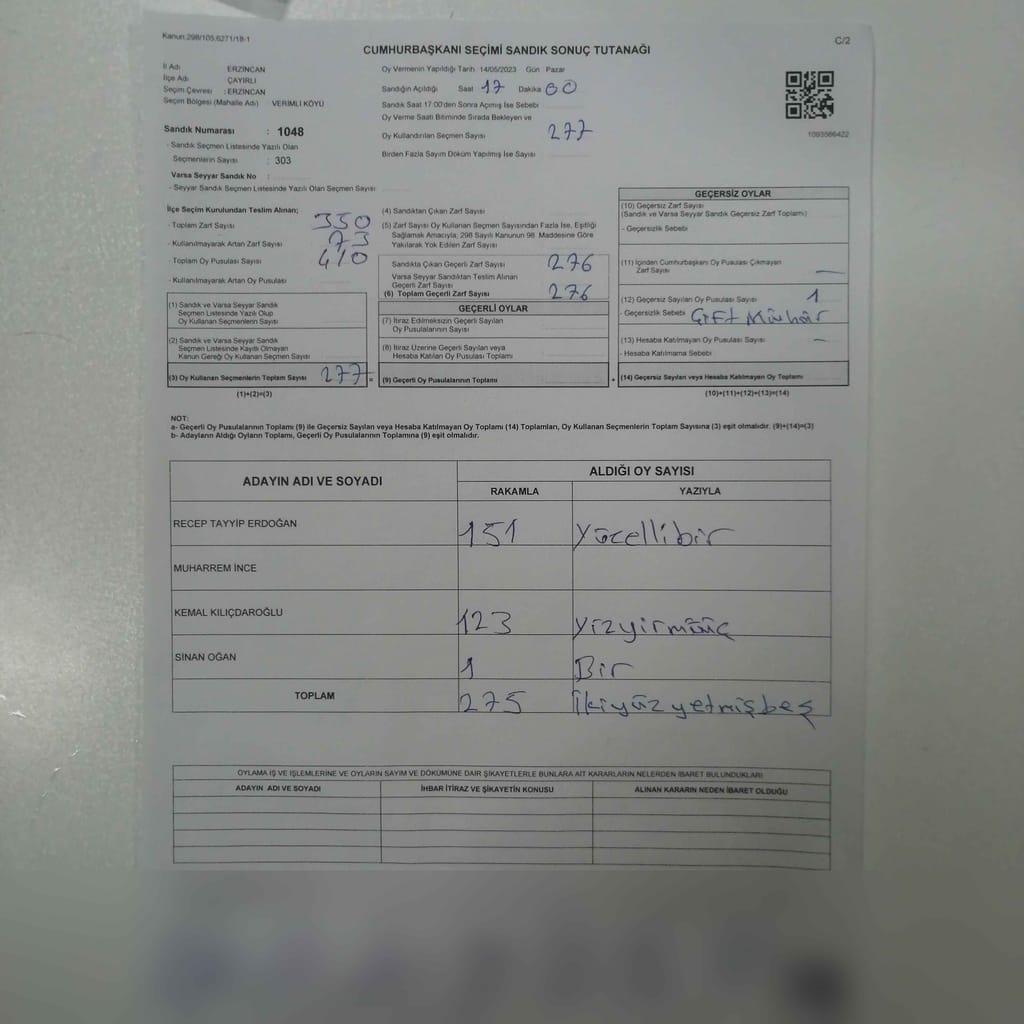 Kanun:298/105.6271/18-1
C/2
CUMHURBAŞKANI SEÇİMİ SANDIK SONUÇ TUTANAĞI
İl Adı ERZİNCAN
İlçe Adı ÇAYIRLI
Seçim Çevresi : ERZİNCAN
Seçim Bölgesi (Mahalle Adı) VERIMLI KÖYÜ
Sandık Numarası : 1048
- Sandık Seçmen Listesinde Yazılı Olan
Seçmenlerin Sayısı : 303
Varsa Seyyar Sandık No :
- Seyyar Sandık Seçmen Listesinde Yazılı Olan Seçmen Sayısı
Oy Vermenin Yapıldığı Tarih 14/05/2023 Gün Pazar
Sandığın Açıldığı Saat 17 Dakika 00
Sandık Saat 17:00'den Sonra Açımış İse Sebebi
Oy Verme Saati Bitiminde Sırada Bekleyen ve
Oy Kullandırılan Seçmen Sayısı 277
Birden Fazla Sayım Döküm Yapılmış İse Sayısı
1093586422
İlçe Seçim Kurulundan Teslim Alınan;
- Toplam Zarf Sayısı 350
- Kullanılmayarak Artan Zarf Sayısı 73
- Toplam Oy Pusulası Sayısı 410
- Kullanılmayarak Artan Oy Pusulası
(1) Sandık ve Varsa Seyyar Sandık
Seçmen Listesinde Yazılı Olup
Oy Kullanan Seçmenlerin Sayısı
(2) Sandık ve Varsa Seyyar Sandık
Seçmen Listesinde Kayıtlı Olmayan
Kanun Gereği Oy Kullanan Seçmen Sayısı
(3) Oy Kullanan Seçmenlerin Toplam Sayısı 277 =
(1)+(2)=(3)
(4) Sandıktan Çıkan Zarf Sayısı
(5) Zarf Sayısı Oy Kullanan Seçmen Sayısından Fazla İse, Eşitliği
Sağlamak Amacıyla; 298 Sayılı Kanunun 98. Maddesine Göre
Yakılarak Yok Edilen Zarf Sayısı
Sandıkta Çıkan Geçerli Zarf Sayısı 276
Varsa Seyyar Sandıktan Teslim Alınan
Geçerli Zarf Sayısı
(6) Toplam Geçerli Zarf Sayısı 276
GEÇERLİ OYLAR
(7) İtiraz Edilmeksizin Geçerli Sayılan
Oy Pusulalarının Sayısı
(8) İtiraz Üzerine Geçerli Sayılan veya
Hesaba Katılan Oy Pusulası Toplamı
(9) Geçerli Oy Pusulalarının Toplamı +
GEÇERSİZ OYLAR
(10) Geçersiz Zarf Sayısı
(Sandık ve Varsa Seyyar Sandık Geçersiz Zarf Toplamı)
- Geçersizlik Sebebi
(11) İçinden Cumhurbaşkanı Oy Pusulası Çıkmayan
Zarf Sayısı —
(12) Geçersiz Sayılan Oy Pusulası Sayısı 1
- Geçersizlik Sebebi Çift Mühür
(13) Hesaba Katılmayan Oy Pusulası Sayısı —
- Hesaba Katılmama Sebebi
(14) Geçersiz Sayılan veya Hesaba Katılmayan Oy Toplamı
(10)+(11)+(12)+(13)=(14)
NOT:
a- Geçerli Oy Pusulalarının Toplamı (9) ile Geçersiz Sayılan veya Hesaba Katılmayan Oy Toplamı (14) Toplamları, Oy Kullanan Seçmenlerin Toplam Sayısına (3) eşit olmalıdır. (9)+(14)=(3)
b- Adayların Aldığı Oyların Toplamı, Geçerli Oy Pusulalarının Toplamına (9) eşit olmalıdır.
ADAYIN ADI VE SOYADI ALDIĞI OY SAYISI
RAKAMLA YAZIYLA
RECEP TAYYİP ERDOĞAN 151 Yüzellibir
MUHARREM İNCE
KEMAL KILIÇDAROĞLU 123 Yizyirmüüç
SİNAN OĞAN 1 Bir
TOPLAM 275 İkiyüzyetmişbeş
OYLAMA İŞ VE İŞLEMLERİNE VE OYLARIN SAYIM VE DÖKÜMÜNE DAİR ŞİKAYETLERLE BUNLARA AİT KARARLARIN NELERDEN İBARET BULUNDUKLARI
ADAYIN ADI VE SOYADI İHBAR İTİRAZ VE ŞİKAYETİN KONUSU ALINAN KARARIN NEDEN İBARET OLDUĞU